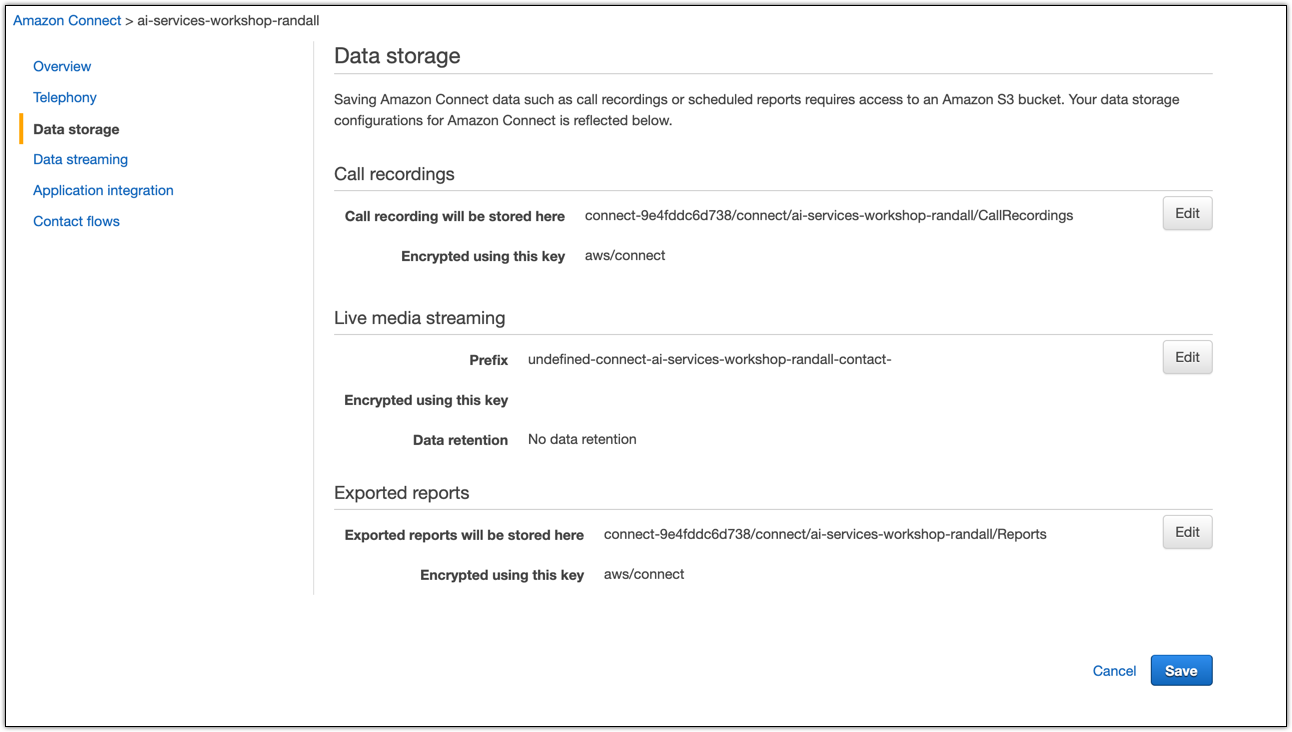 Amazon Connect > ai-services-workshop-randall
Overview
Telephony
Data storage
Data streaming
Application integration
Contact flows
Data storage
Saving Amazon Connect data such as call recordings or scheduled reports requires access to an Amazon S3 bucket. Your data storage
configurations for Amazon Connect is reflected below.
Call recordings
Call recording will be stored here connect-9e4fddc6d738/connect/ai-services-workshop-randall/CallRecordings Edit
Encrypted using this key aws/connect
Live media streaming
Prefix undefined-connect-ai-services-workshop-randall-contact- Edit
Encrypted using this key
Data retention No data retention
Exported reports
Exported reports will be stored here connect-9e4fddc6d738/connect/ai-services-workshop-randall/Reports Edit
Encrypted using this key aws/connect
Cancel Save